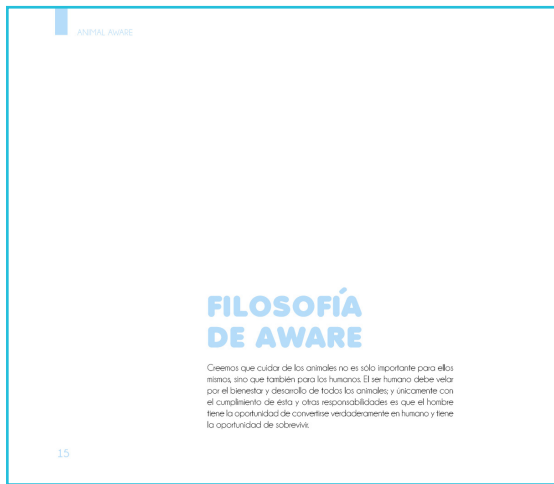 ANIMAL AWARE
FILOSOFÍA
DE AWARE
Creemos que cuidar de los animales no es sólo importante para ellos
mismos, sino que también para los humanos. El ser humano debe velar
por el bienestar y desarrollo de todos los animales; y únicamente con
el cumplimiento de ésta y otras responsabilidades es que el hombre
tiene la oportunidad de convertirse verdaderamente en humano y tiene
la oportunidad de sobrevivir.
15